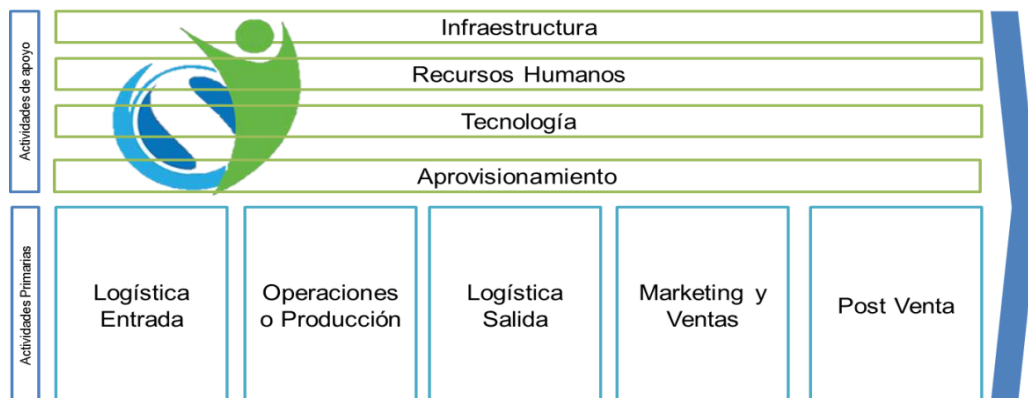 Actividades de apoyo
Infraestructura
Recursos Humanos
Tecnología
Aprovisionamiento
Actividades Primarias
Logística
Entrada
Operaciones
o Producción
Logística
Salida
Marketing y
Ventas
Post Venta